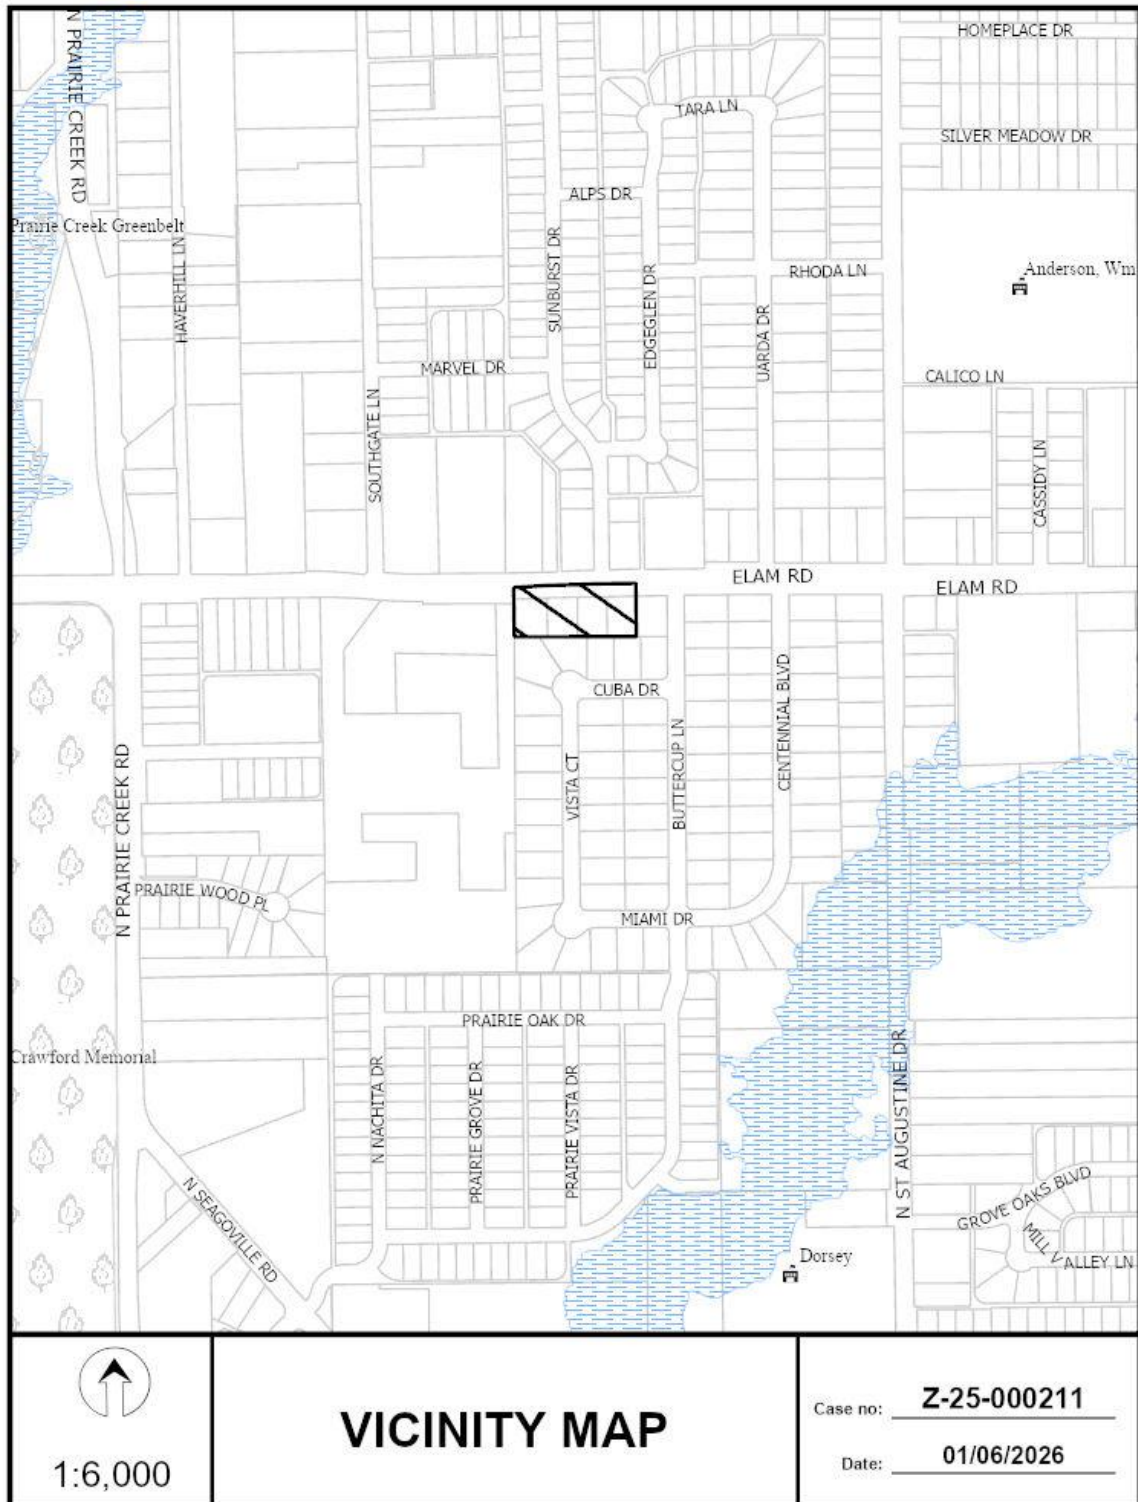 HOMEPLACE DR
N PRAIRIE CREEK RD
TARA LN
SILVER MEADOW DR
ALPS DR
Prairie Creek Greenbelt
HAVERHILL LN
SUNBURST DR
EDGEGLEN DR
RHODA LN
Anderson, Wm
UARDA DR
MARVEL DR
CALICO LN
SOUTHGATE LN
CASSIDY LN
ELAM RD
ELAM RD
CUBA DR
CENTENNIAL BLVD
VISTA CT
BUTTERCUP LN
N PRAIRIE CREEK RD
PRAIRIE WOOD PL
MIAMI DR
PRAIRIE OAK DR
Crawford Memorial
N NACHITA DR
PRAIRIE GROVE DR
PRAIRIE VISTA DR
N ST AUGUSTINE DR
N SEAGOVILLE RD
GROVE OAKS BLVD
MILL VALLEY LN
Dorsey
1:6,000
VICINITY MAP
Case no: Z-25-000211
Date: 01/06/2026